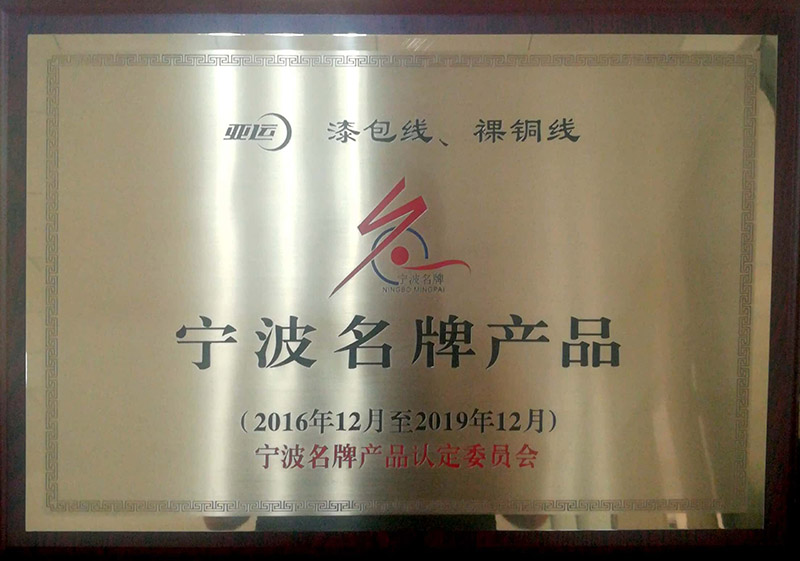 亚运 漆包线、裸铜线
宁波名牌
NINGBO MINGPAI
宁波名牌产品
（2016年12月至2019年12月）
宁波名牌产品认定委员会